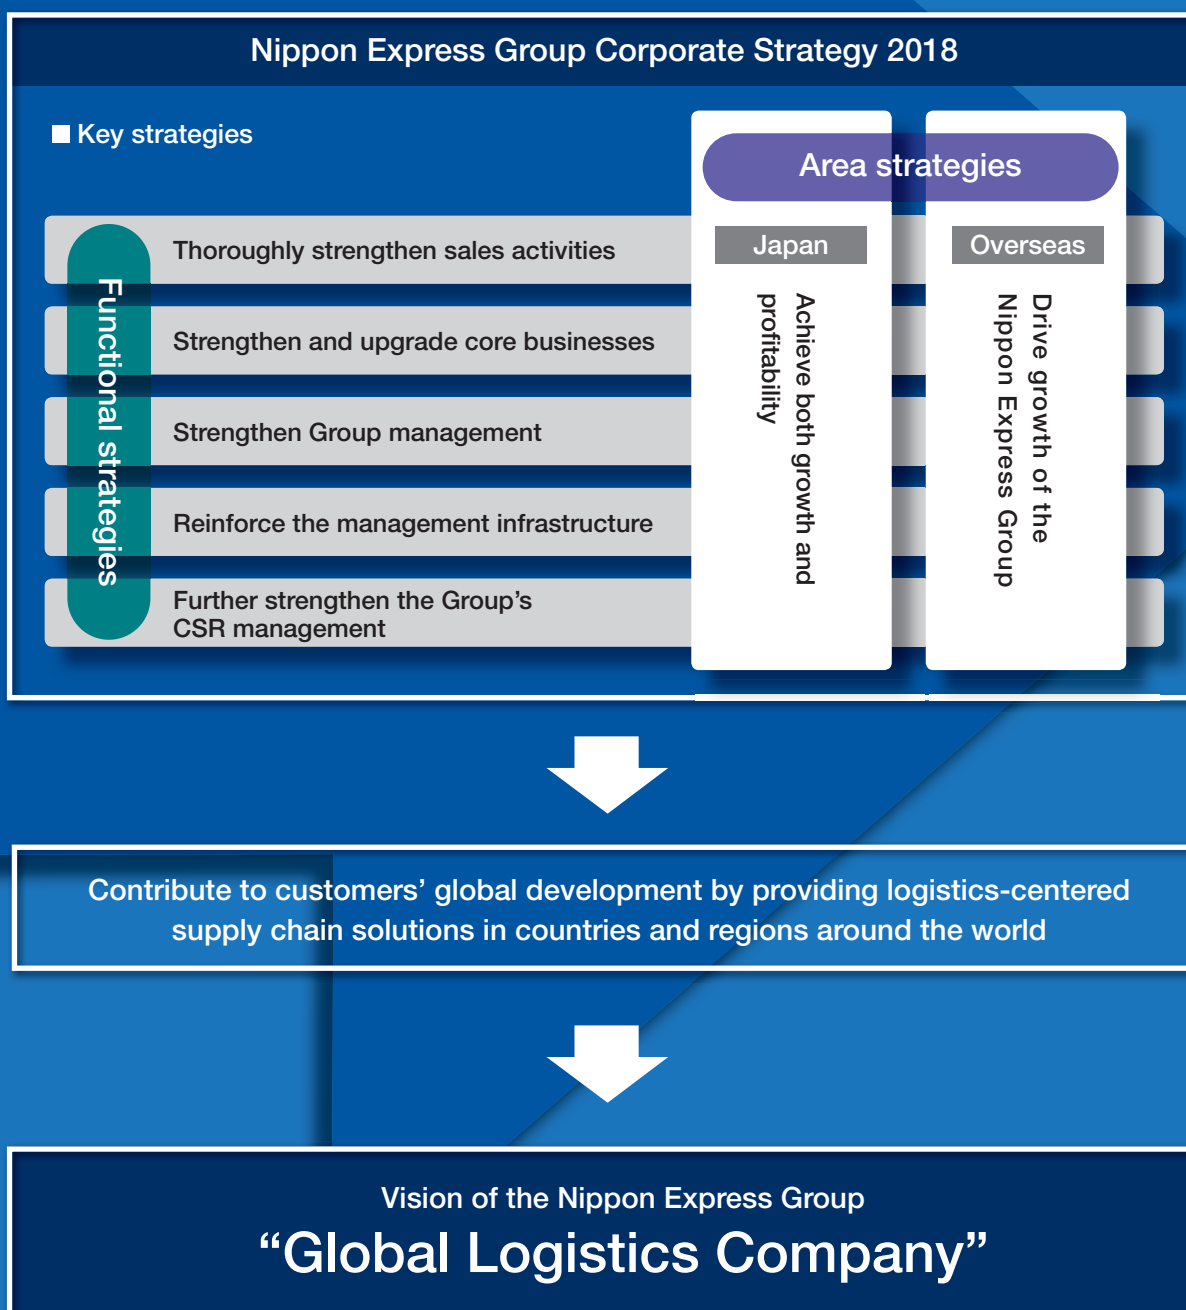 Nippon Express Group Corporate Strategy 2018
Key strategies
Area strategies
Functional strategies
Thoroughly strengthen sales activities
Strengthen and upgrade core businesses
Strengthen Group management
Reinforce the management infrastructure
Further strengthen the Group’s
CSR management
Japan
Achieve both growth and
profitability
Overseas
Drive growth of the
Nippon Express Group
Contribute to customers’ global development by providing logistics-centered
supply chain solutions in countries and regions around the world
Vision of the Nippon Express Group
“Global Logistics Company”